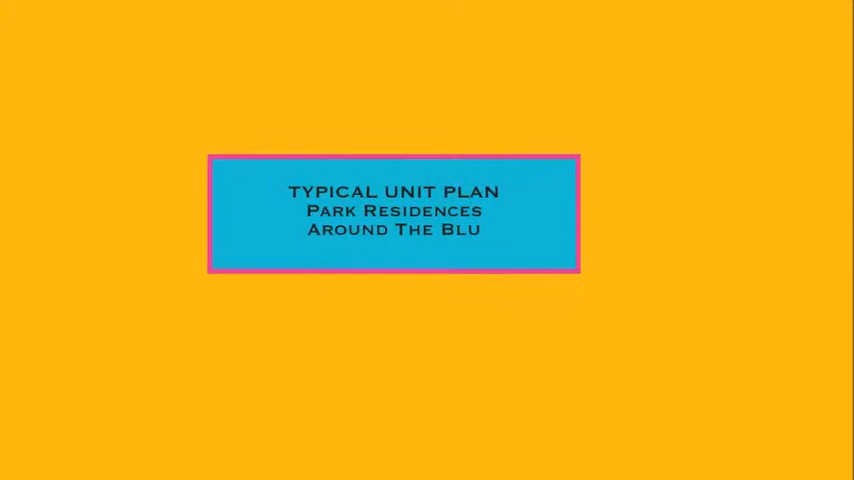 TYPICAL UNIT PLAN
Park Residences
Around The Blu